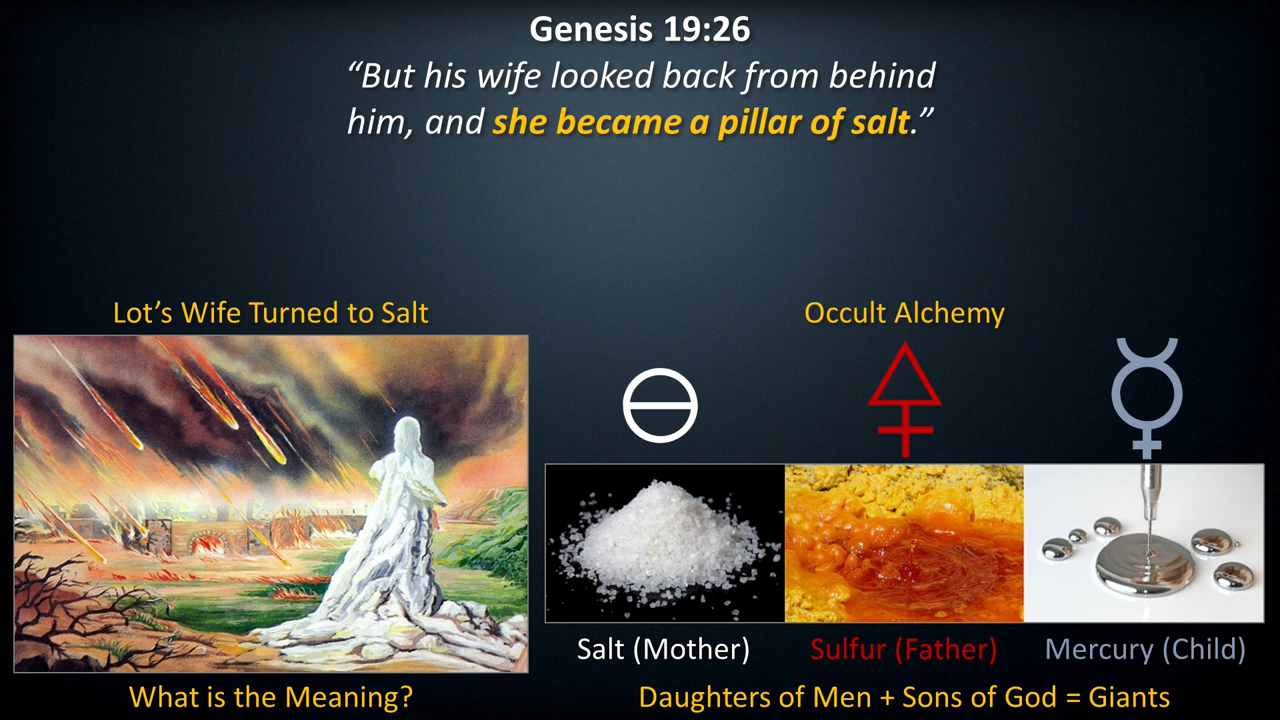 Genesis 19:26
“But his wife looked back from behind
him, and she became a pillar of salt.”
Lot’s Wife Turned to Salt
Occult Alchemy
Salt (Mother)
Sulfur (Father)
Mercury (Child)
What is the Meaning?
Daughters of Men + Sons of God = Giants